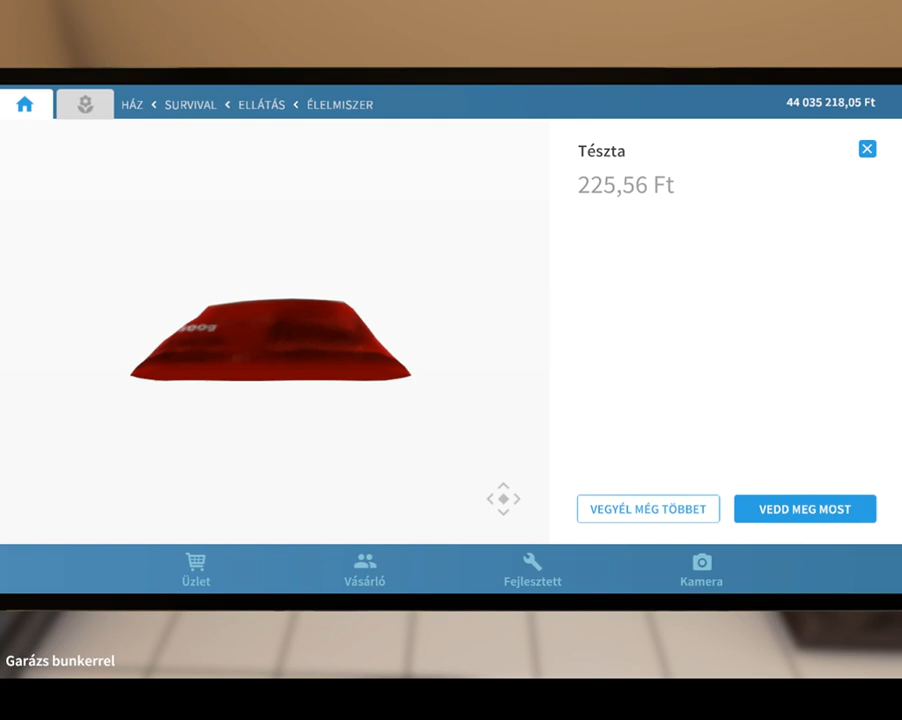 HÁZ < SURVIVAL < ELLÁTÁS < ÉLELMISZER
44 035 218,05 Ft
Tészta
225,56 Ft
VEGYÉL MÉG TÖBBET
VEDD MEG MOST
Üzlet
Vásárló
Fejlesztett
Kamera
Garázs bunkerrel